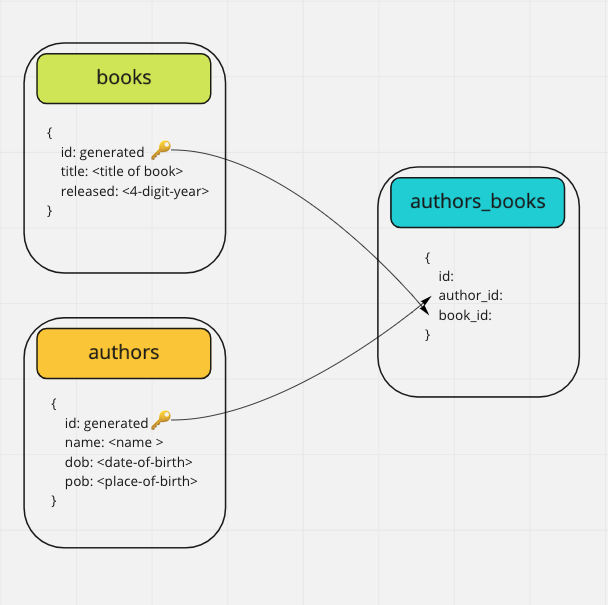 books
{
id: generated
title: <title of book>
released: <4-digit-year>
}
authors
{
id: generated
name: <name >
dob: <date-of-birth>
pob: <place-of-birth>
}
authors_books
{
id:
author_id:
book_id:
}